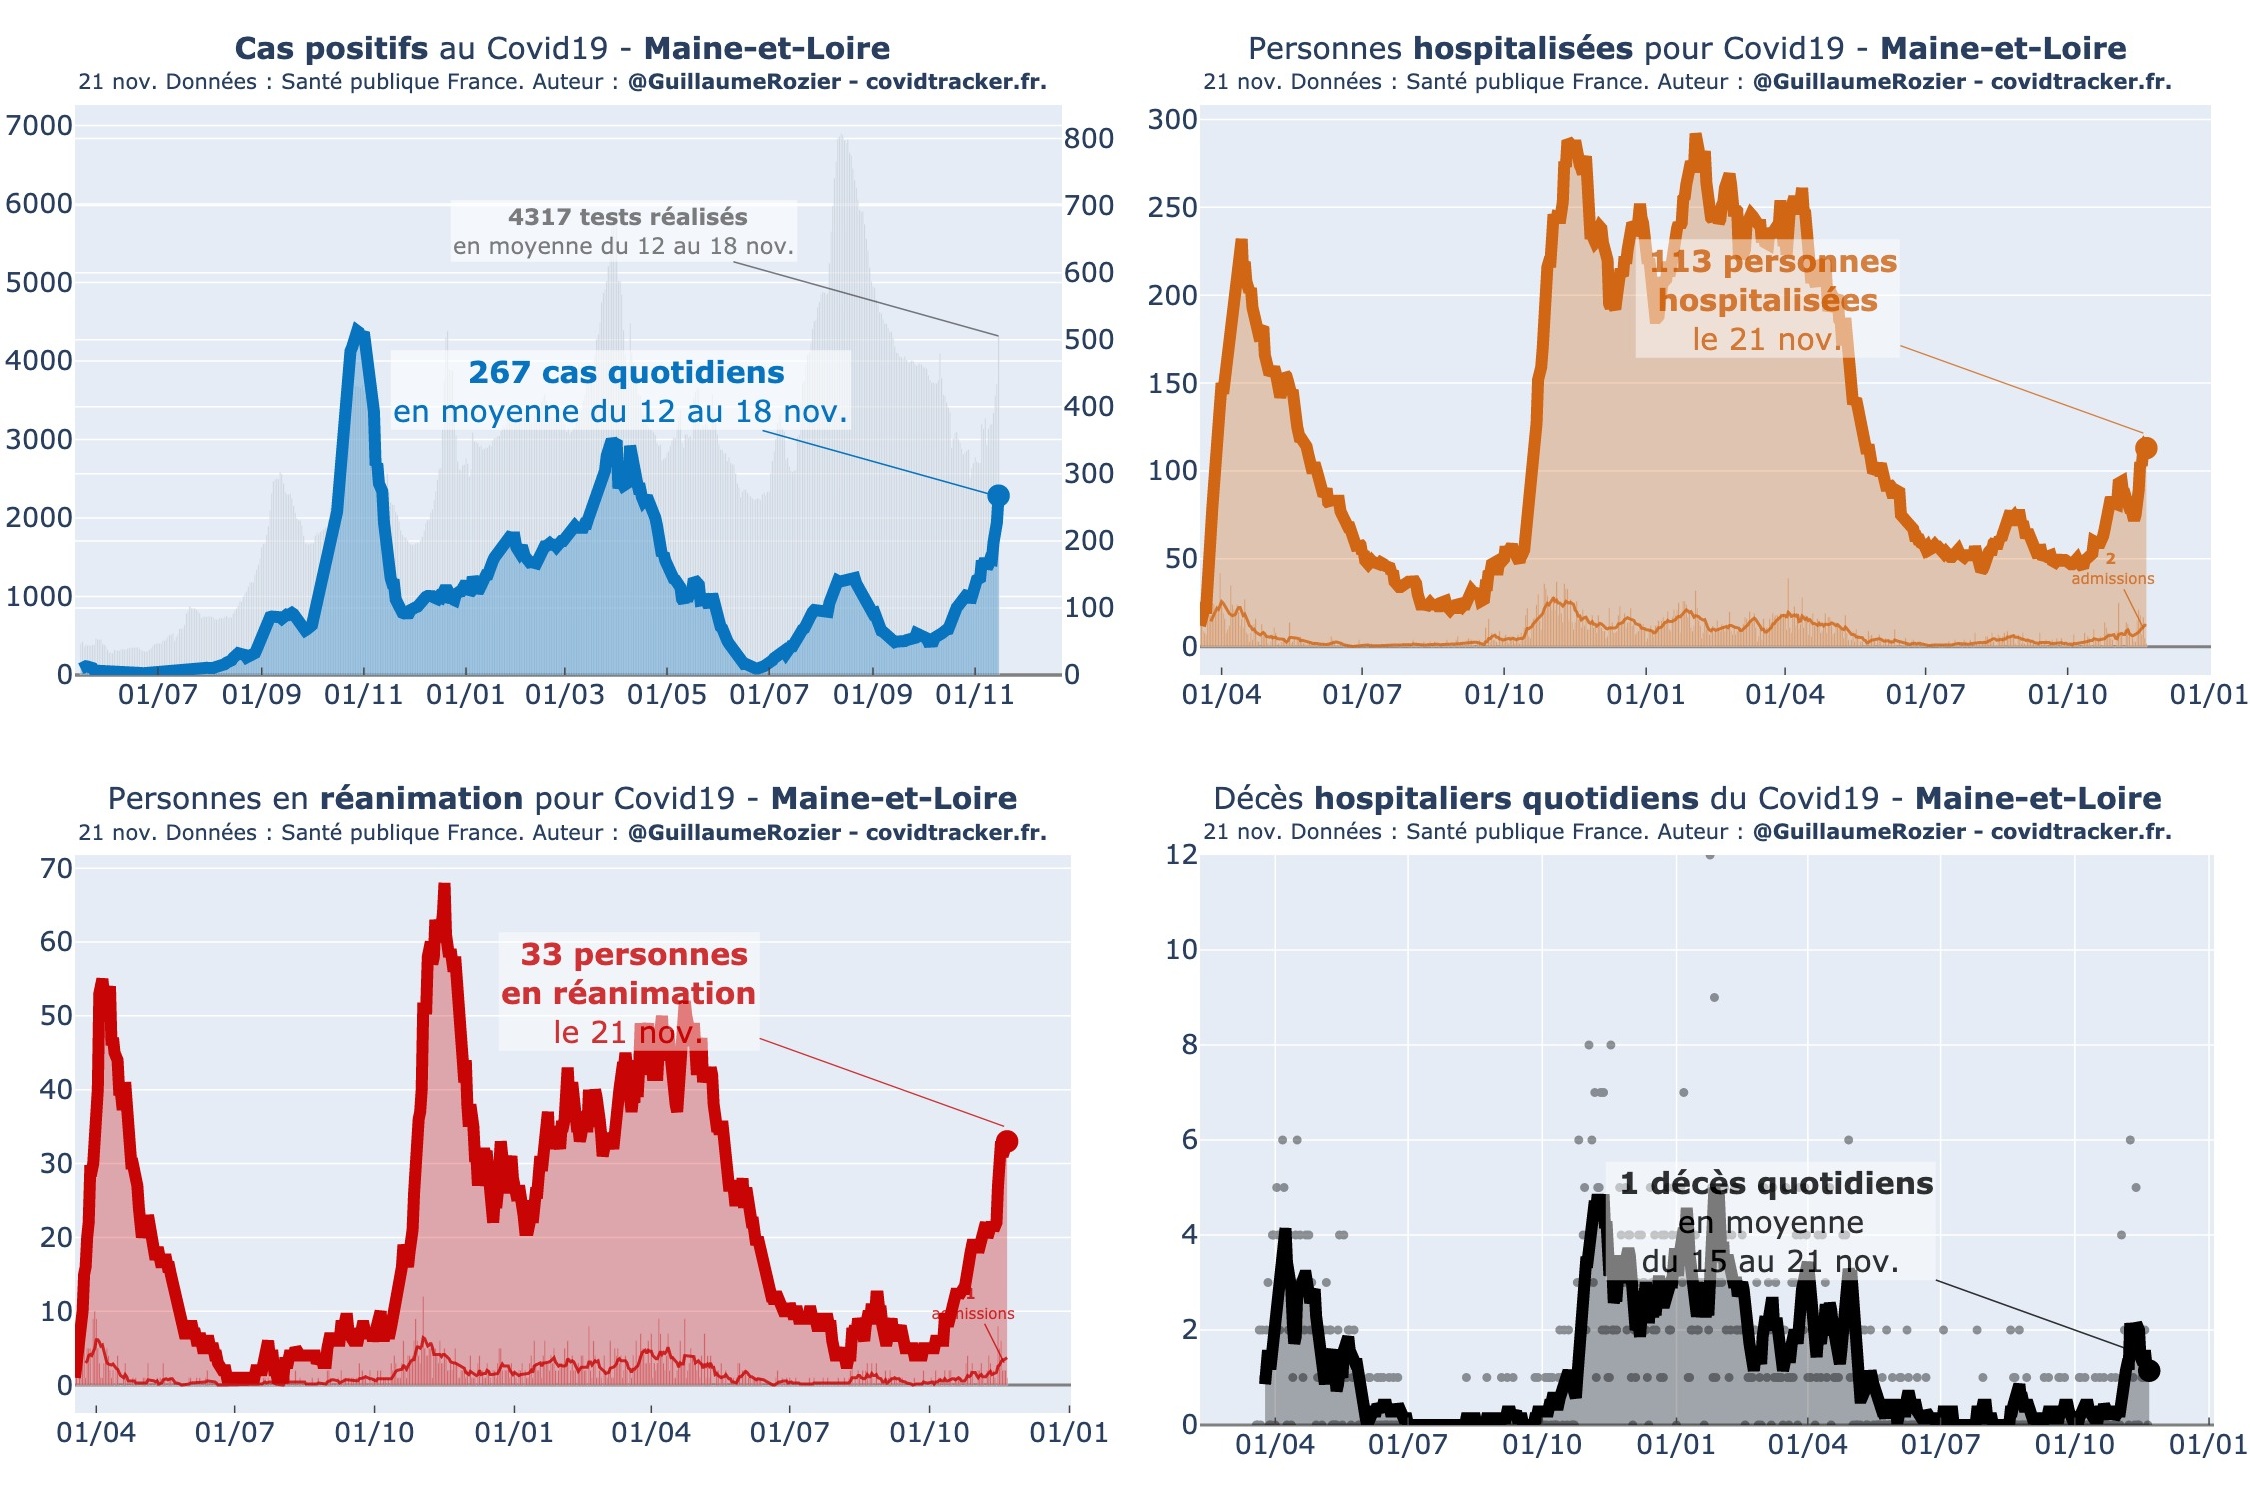 Cas positifs au Covid19 - Maine-et-Loire
21 nov. Données : Santé publique France. Auteur : @GuillaumeRozier - covidtracker.fr.
7000
6000
5000
4000
3000
2000
1000
0
800
700
600
500
400
300
200
100
0
4317 tests réalisés
en moyenne du 12 au 18 nov.
267 cas quotidiens
en moyenne du 12 au 18 nov.
01/07 01/09 01/11 01/01 01/03 01/05 01/07 01/09 01/11
Personnes hospitalisées pour Covid19 - Maine-et-Loire
21 nov. Données : Santé publique France. Auteur : @GuillaumeRozier - covidtracker.fr.
300
250
200
150
100
50
0
113 personnes
hospitalisées
le 21 nov.
2
admissions
01/04 01/07 01/10 01/01 01/04 01/07 01/10 01/01
Personnes en réanimation pour Covid19 - Maine-et-Loire
21 nov. Données : Santé publique France. Auteur : @GuillaumeRozier - covidtracker.fr.
70
60
50
40
30
20
10
0
33 personnes
en réanimation
le 21 nov.
1
admissions
01/04 01/07 01/10 01/01 01/04 01/07 01/10 01/01
Décès hospitaliers quotidiens du Covid19 - Maine-et-Loire
21 nov. Données : Santé publique France. Auteur : @GuillaumeRozier - covidtracker.fr.
12
10
8
6
4
2
0
1 décès quotidiens
en moyenne
du 15 au 21 nov.
01/04 01/07 01/10 01/01 01/04 01/07 01/10 01/01